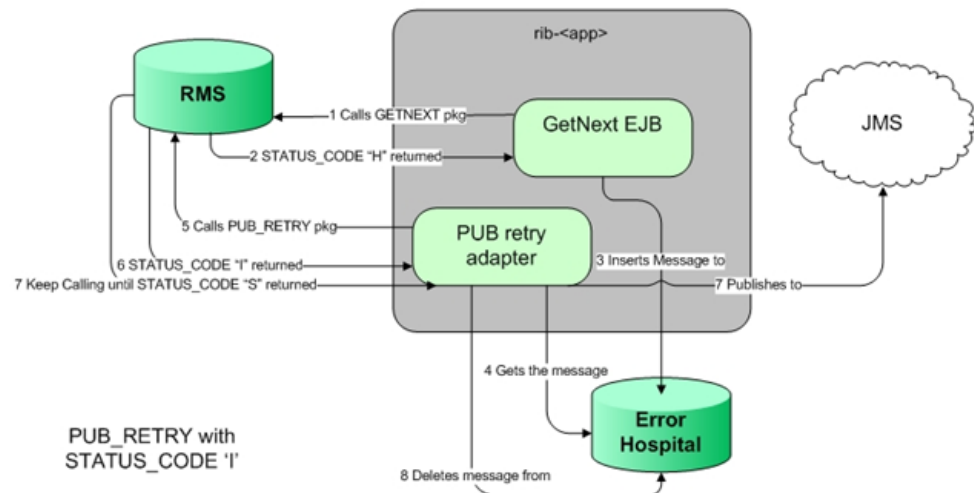 rib-<app>
RMS
1 Calls GETNEXT pkg
GetNext EJB
JMS
2 STATUS_CODE “H” returned
5 Calls PUB_RETRY pkg
PUB retry
adapter
3 Inserts Message to
6 STATUS_CODE “I” returned
7 Keep Calling until STATUS_CODE “S” returned
7 Publishes to
4 Gets the message
Error
Hospital
PUB_RETRY with
STATUS_CODE ‘I’
8 Deletes message from